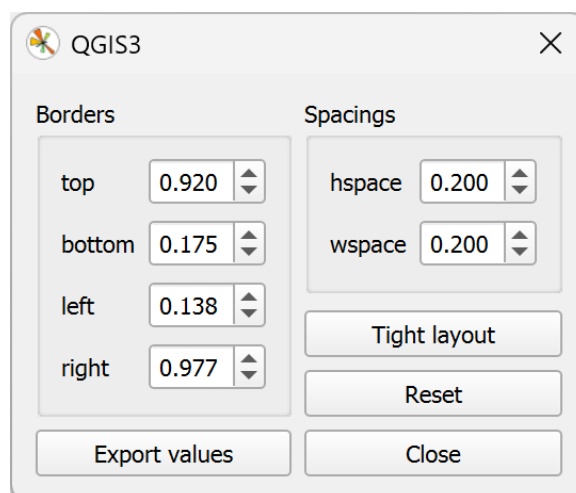 QGIS3
Borders
top 0.920
bottom 0.175
left 0.138
right 0.977
Export values
Spacings
hspace 0.200
wspace 0.200
Tight layout
Reset
Close